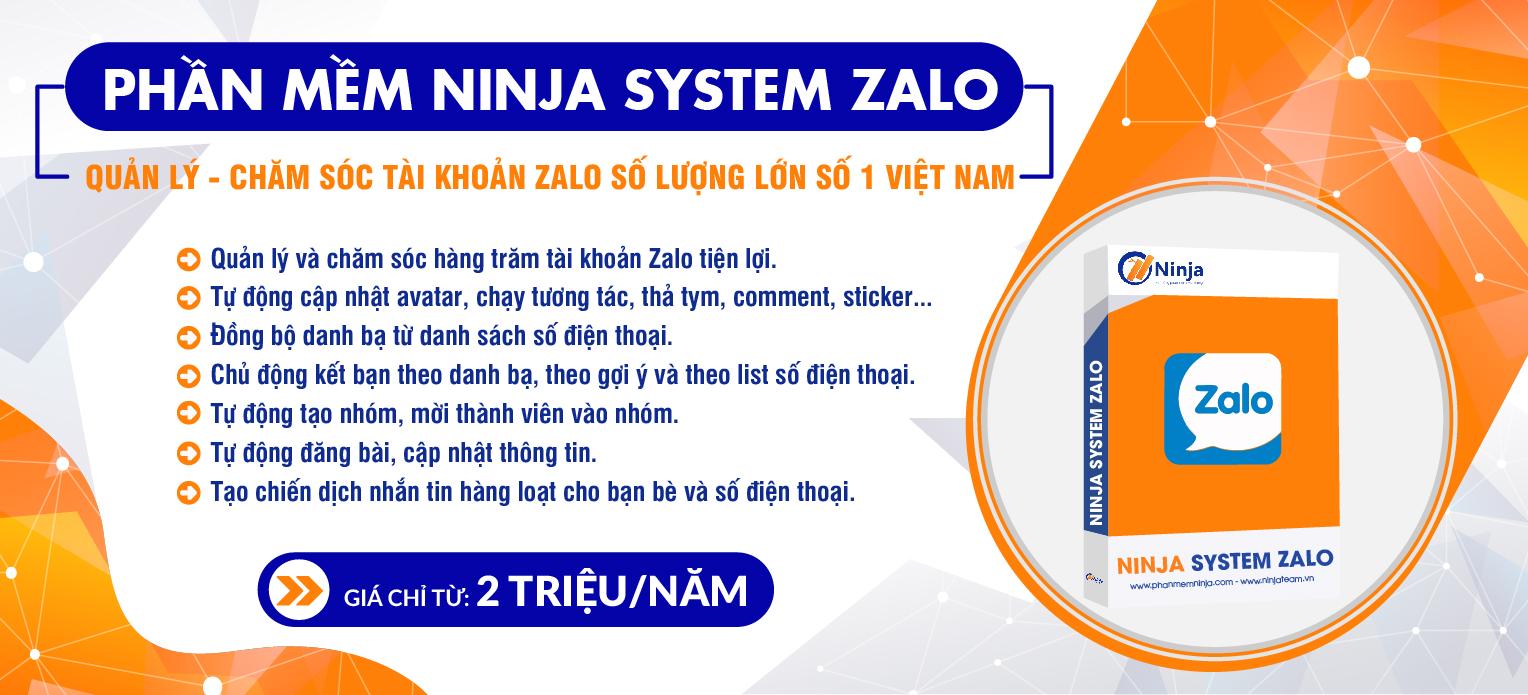 PHẦN MỀM NINJA SYSTEM ZALO
QUẢN LÝ - CHĂM SÓC TÀI KHOẢN ZALO SỐ LƯỢNG LỚN SỐ 1 VIỆT NAM
Quản lý và chăm sóc hàng trăm tài khoản Zalo tiện lợi.
Tự động cập nhật avatar, chạy tương tác, thả tym, comment, sticker...
Đồng bộ danh bạ từ danh sách số điện thoại.
Chủ động kết bạn theo danh bạ, theo gợi ý và theo list số điện thoại.
Tự động tạo nhóm, mời thành viên vào nhóm.
Tự động đăng bài, cập nhật thông tin.
Tạo chiến dịch nhắn tin hàng loạt cho bạn bè và số điện thoại.
GIÁ CHỈ TỪ: 2 TRIỆU/NĂM
Ninja
Zalo
NINJA SYSTEM ZALO
NINJA SYSTEM ZALO
www.phanmemninja.com - www.ninjateam.vn